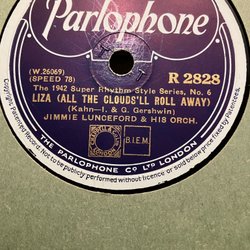 Parlophone
(W.26069)
(SPEED 78)
R 2828
The 1942 Super Rhythm-Style Series, No. 6
LIZA (ALL THE CLOUDS'LL ROLL AWAY)
(Kahn—I. & G. Gershwin)
JIMMIE LUNCEFORD & HIS ORCH.
B.I.E.M.
THE PARLOPHONE CO LTD LONDON